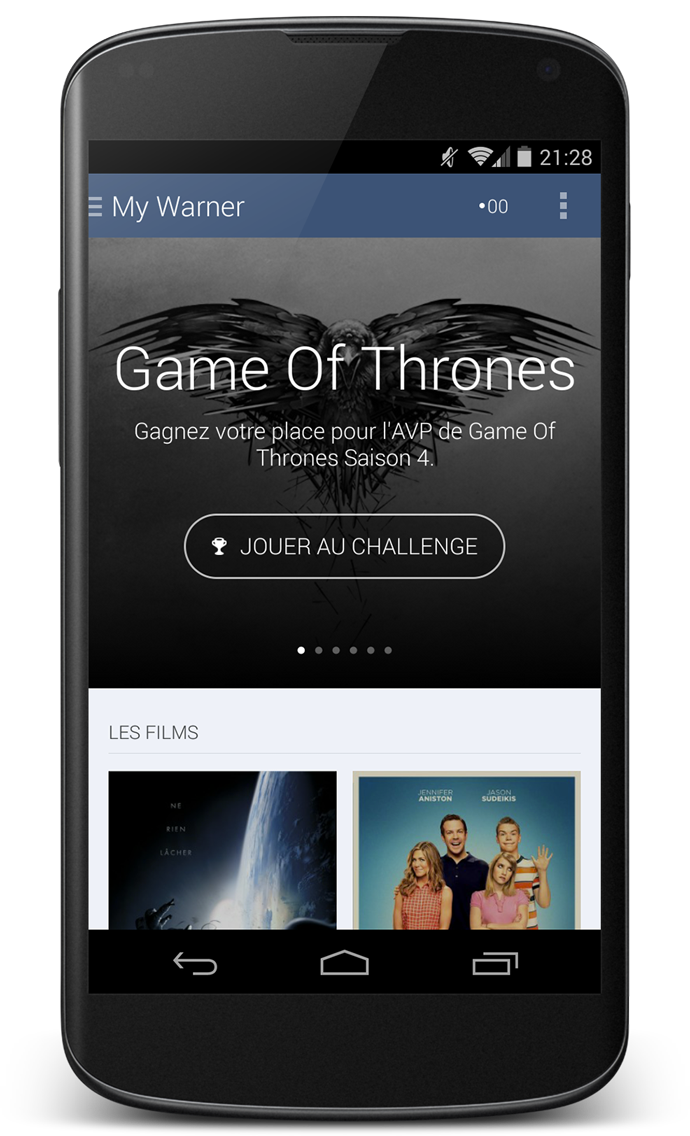 21:28
My Warner
•00
Game Of Thrones
Gagnez votre place pour l'AVP de Game Of
Thrones Saison 4.
JOUER AU CHALLENGE
LES FILMS
NE
RIEN
LÂCHER
JENNIFER
ANISTON
JASON
SUDEIKIS